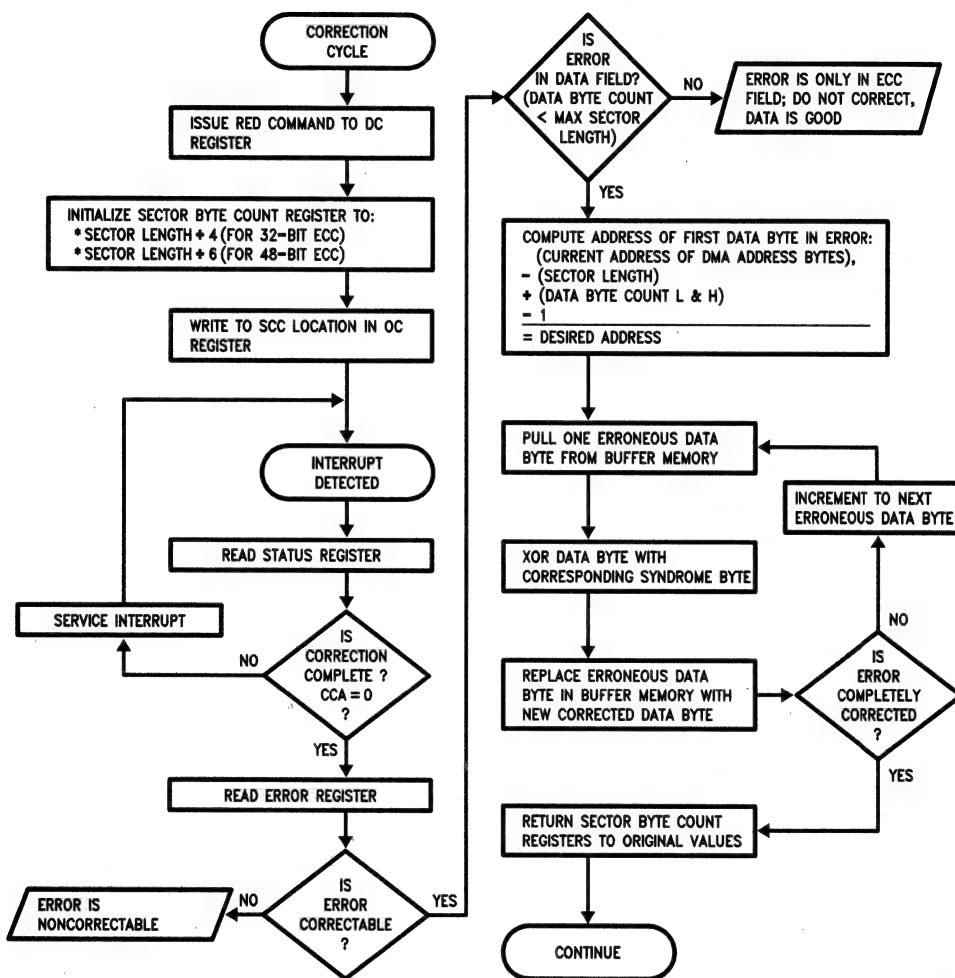 CORRECTION
CYCLE
ISSUE RED COMMAND TO DC
REGISTER
INITIALIZE SECTOR BYTE COUNT REGISTER TO:
* SECTOR LENGTH + 4 (FOR 32-BIT ECC)
* SECTOR LENGTH + 6 (FOR 48-BIT ECC)
WRITE TO SCC LOCATION IN OC
REGISTER
INTERRUPT
DETECTED
READ STATUS REGISTER
SERVICE INTERRUPT
NO
IS
CORRECTION
COMPLETE ?
CCA = 0
?
YES
READ ERROR REGISTER
IS
ERROR
CORRECTABLE
?
NO
ERROR IS
NONCORRECTABLE
YES
IS
ERROR
IN DATA FIELD?
(DATA BYTE COUNT
< MAX SECTOR
LENGTH)
NO
ERROR IS ONLY IN ECC
FIELD; DO NOT CORRECT,
DATA IS GOOD
YES
COMPUTE ADDRESS OF FIRST DATA BYTE IN ERROR:
(CURRENT ADDRESS OF DMA ADDRESS BYTES),
- (SECTOR LENGTH)
+ (DATA BYTE COUNT L & H)
- 1
= DESIRED ADDRESS
PULL ONE ERRONEOUS DATA
BYTE FROM BUFFER MEMORY
INCREMENT TO NEXT
ERRONEOUS DATA BYTE
XOR DATA BYTE WITH
CORRESPONDING SYNDROME BYTE
NO
REPLACE ERRONEOUS DATA
BYTE IN BUFFER MEMORY WITH
NEW CORRECTED DATA BYTE
IS
ERROR
COMPLETELY
CORRECTED
?
YES
RETURN SECTOR BYTE COUNT
REGISTERS TO ORIGINAL VALUES
CONTINUE